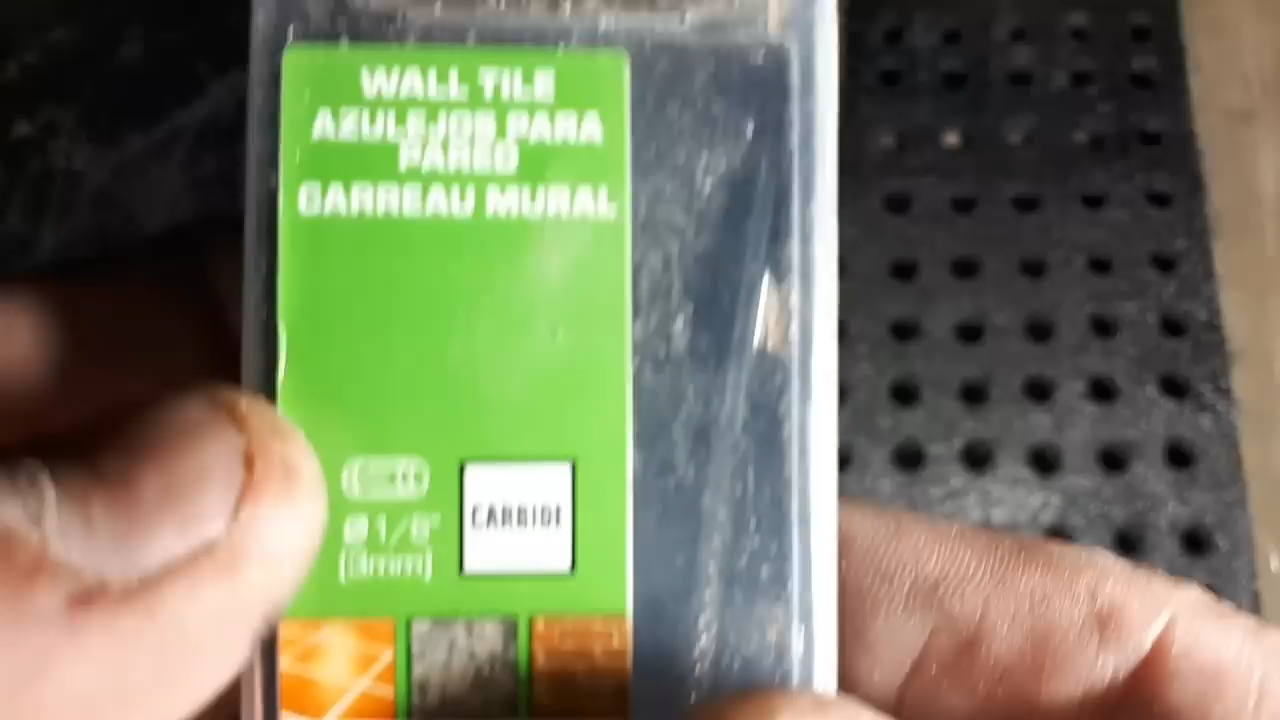 WALL TILE
AZULEJOS PARA
PARED
CARREAU MURAL
CARBIDE
Ø 1/8"
(3mm)